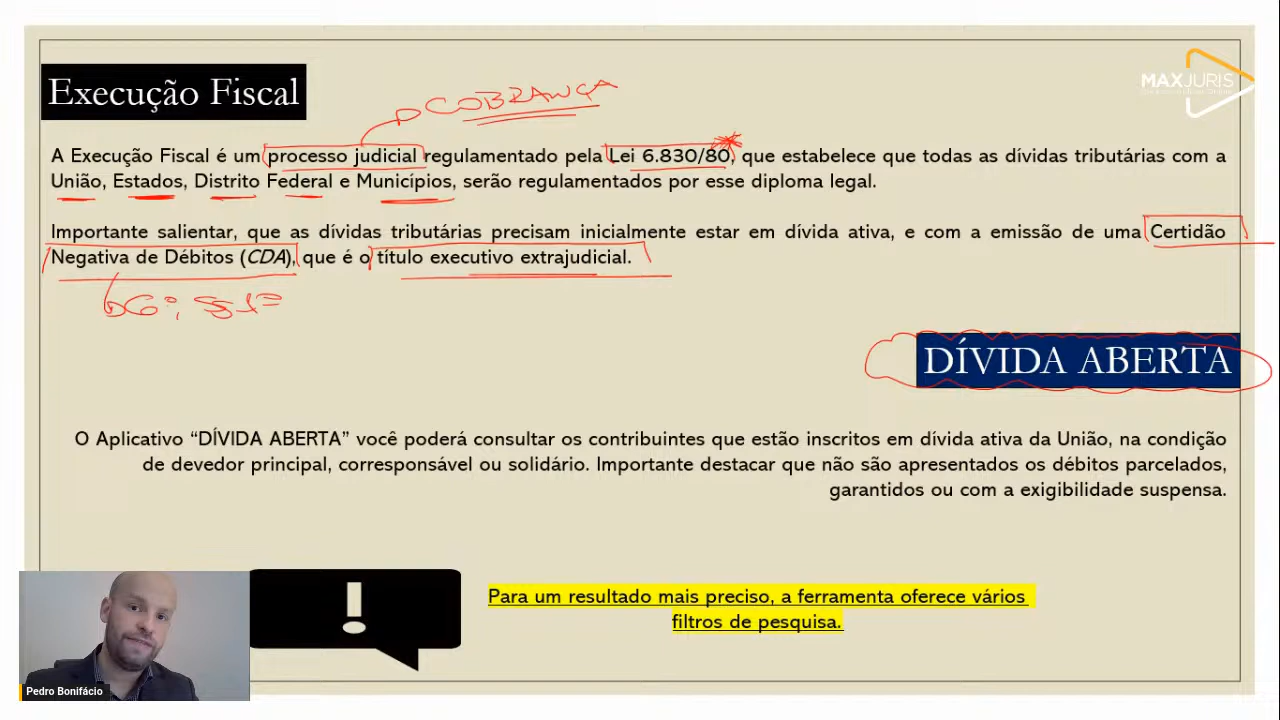 Execução Fiscal
MAXJURIS
COBRANÇA
A Execução Fiscal é um processo judicial regulamentado pela Lei 6.830/80, que estabelece que todas as dívidas tributárias com a
União, Estados, Distrito Federal e Municípios, serão regulamentados por esse diploma legal.
Importante salientar, que as dívidas tributárias precisam inicialmente estar em dívida ativa, e com a emissão de uma Certidão
Negativa de Débitos (CDA), que é o título executivo extrajudicial.
DÍVIDA ABERTA
O Aplicativo “DÍVIDA ABERTA” você poderá consultar os contribuintes que estão inscritos em dívida ativa da União, na condição
de devedor principal, corresponsável ou solidário. Importante destacar que não são apresentados os débitos parcelados,
garantidos ou com a exigibilidade suspensa.
!
Para um resultado mais preciso, a ferramenta oferece vários
filtros de pesquisa.
Pedro Bonifácio